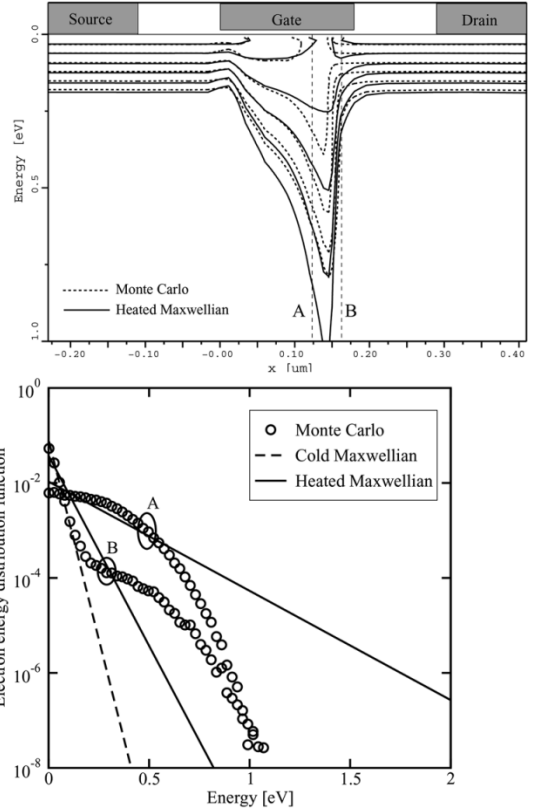 Source Gate Drain
0.0
0.5
1.0
Energy [eV]
Monte Carlo
Heated Maxwellian
A B
-0.20 -0.10 -0.00 0.10 0.20 0.30 0.40
x [um]
Electron energy distribution function
10^0
10^-2
10^-4
10^-6
10^-8
Monte Carlo
Cold Maxwellian
Heated Maxwellian
A
B
0 0.5 1 1.5 2
Energy [eV]